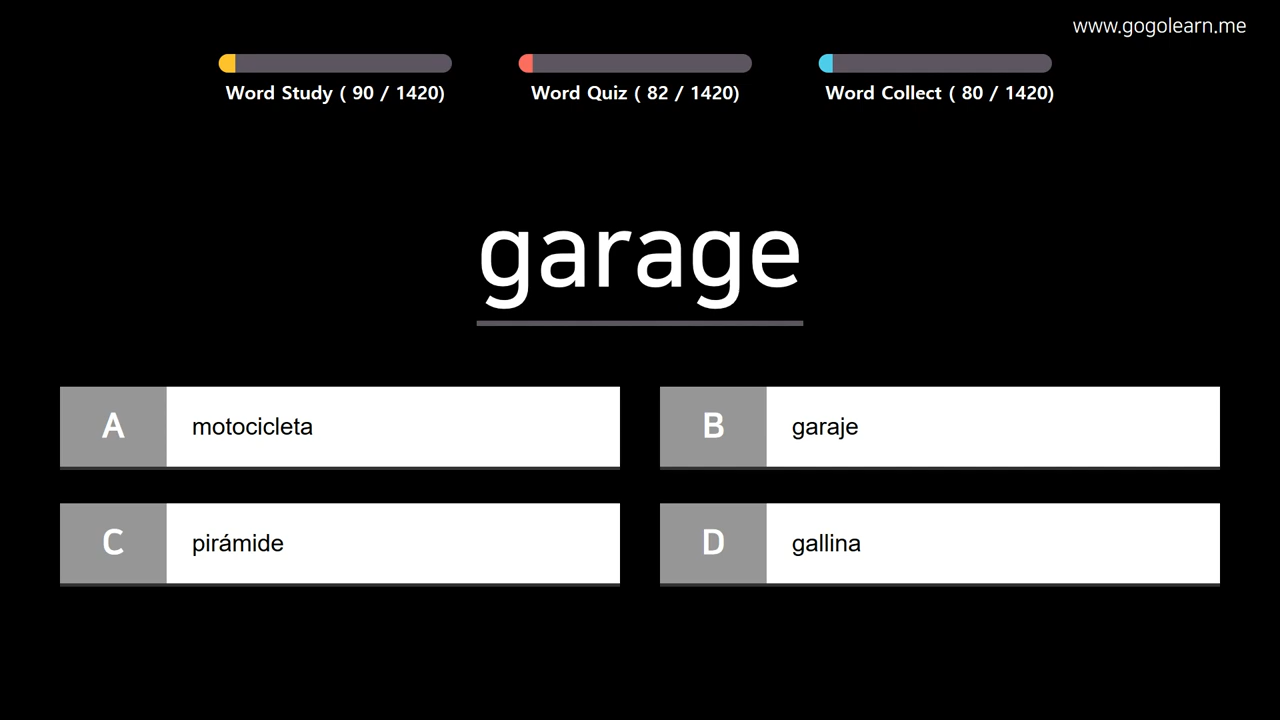 www.gogolearn.me
Word Study ( 90 / 1420)
Word Quiz ( 82 / 1420)
Word Collect ( 80 / 1420)
garage
A motocicleta
B garaje
C pirámide
D gallina